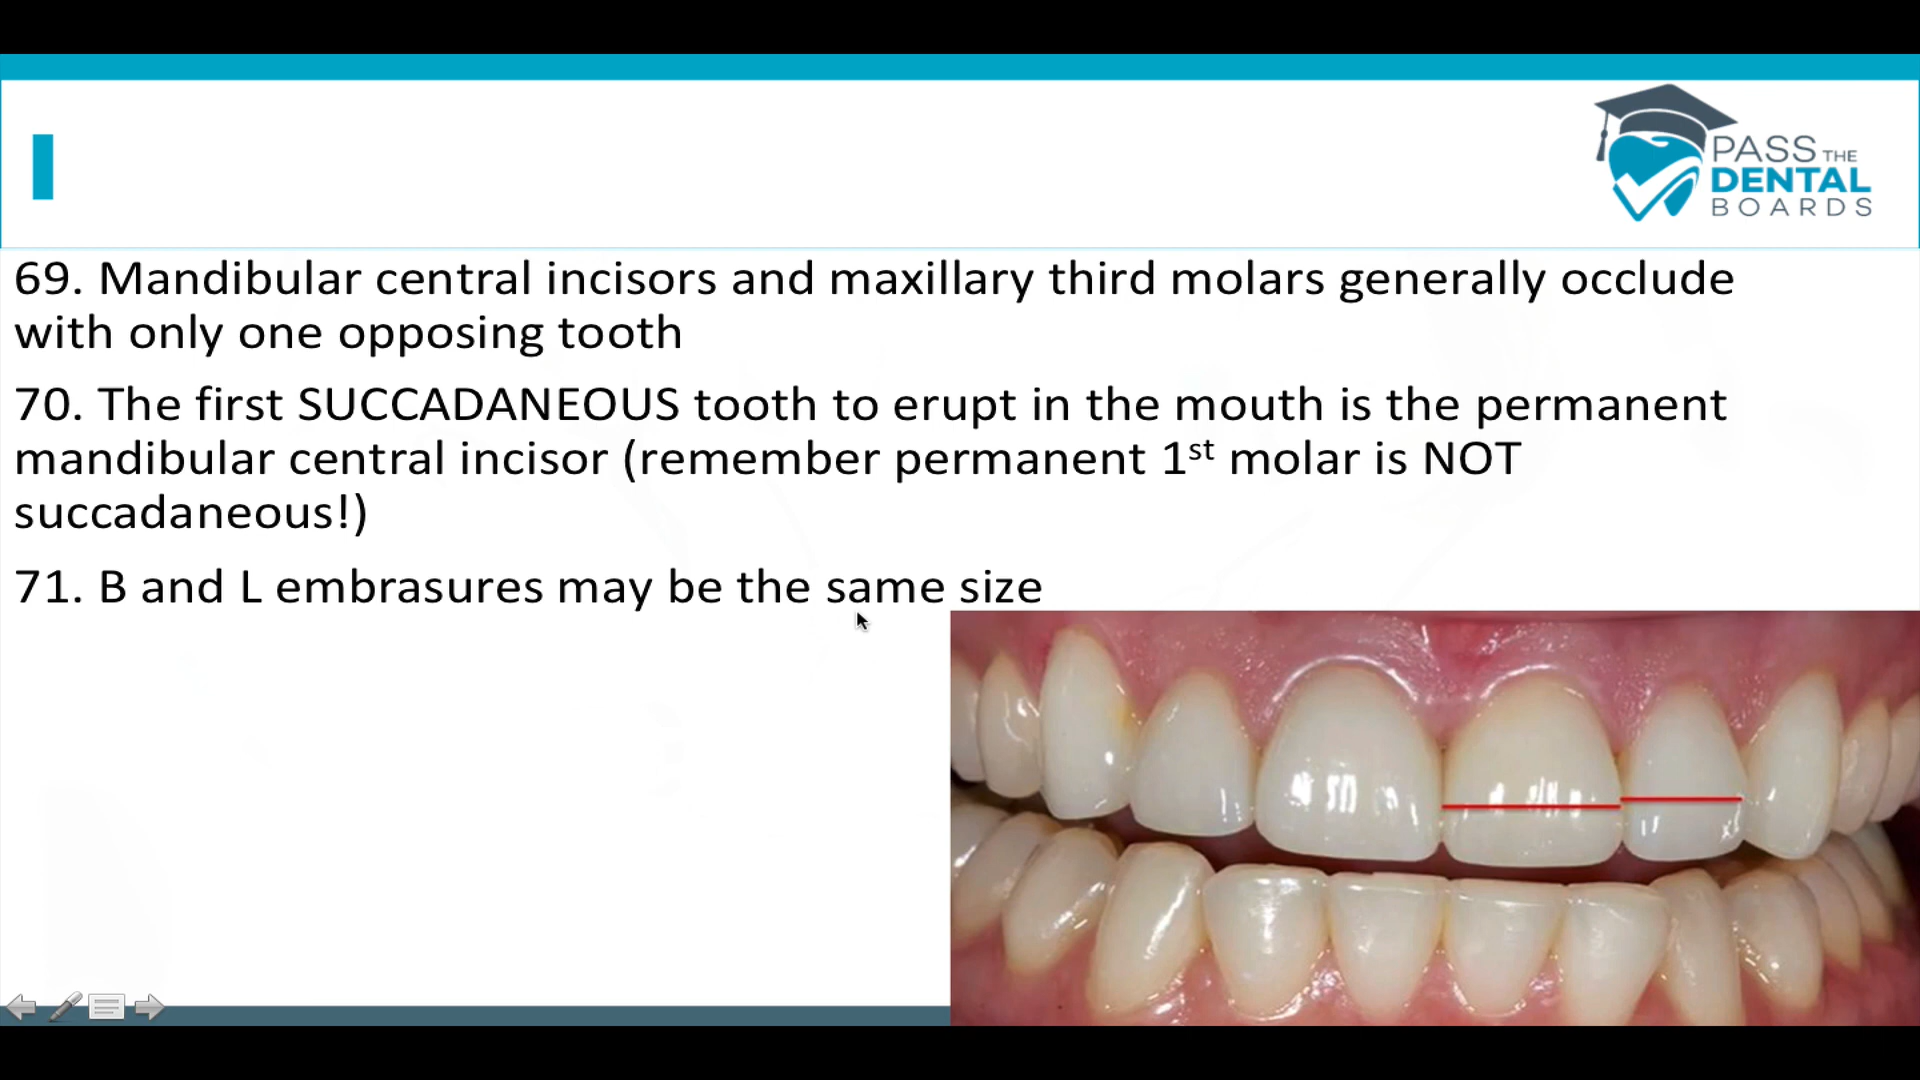 PASS THE
DENTAL
BOARDS
69. Mandibular central incisors and maxillary third molars generally occlude
with only one opposing tooth
70. The first SUCCADANEOUS tooth to erupt in the mouth is the permanent
mandibular central incisor (remember permanent 1st molar is NOT
succadaneous!)
71. B and L embrasures may be the same size